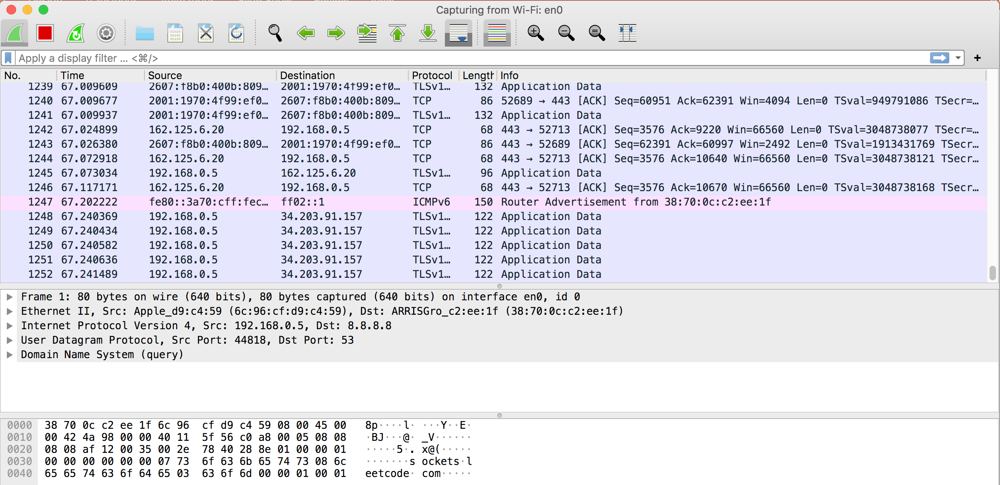 Capturing from Wi-Fi: en0
Apply a display filter ... <⌘/>
+
No. Time Source Destination Protocol Length Info
1239 67.009609 2607:f8b0:400b:809… 2001:1970:4f99:ef0… TLSv1… 132 Application Data
1240 67.009677 2001:1970:4f99:ef0… 2607:f8b0:400b:809… TCP 86 52689 → 443 [ACK] Seq=60951 Ack=62391 Win=4094 Len=0 TSval=949791086 TSecr=…
1241 67.009937 2001:1970:4f99:ef0… 2607:f8b0:400b:809… TLSv1… 132 Application Data
1242 67.024899 162.125.6.20 192.168.0.5 TCP 68 443 → 52713 [ACK] Seq=3576 Ack=9220 Win=66560 Len=0 TSval=3048738077 TSecr=…
1243 67.026380 2607:f8b0:400b:809… 2001:1970:4f99:ef0… TCP 86 443 → 52689 [ACK] Seq=62391 Ack=60997 Win=2492 Len=0 TSval=1913431769 TSecr…
1244 67.072918 162.125.6.20 192.168.0.5 TCP 68 443 → 52713 [ACK] Seq=3576 Ack=10640 Win=66560 Len=0 TSval=3048738121 TSecr…
1245 67.073034 192.168.0.5 162.125.6.20 TLSv1… 96 Application Data
1246 67.117171 162.125.6.20 192.168.0.5 TCP 68 443 → 52713 [ACK] Seq=3576 Ack=10670 Win=66560 Len=0 TSval=3048738168 TSecr…
1247 67.202222 fe80::3a70:cff:fec… ff02::1 ICMPv6 150 Router Advertisement from 38:70:0c:c2:ee:1f
1248 67.240369 192.168.0.5 34.203.91.157 TLSv1… 122 Application Data
1249 67.240434 192.168.0.5 34.203.91.157 TLSv1… 122 Application Data
1250 67.240582 192.168.0.5 34.203.91.157 TLSv1… 122 Application Data
1251 67.240636 192.168.0.5 34.203.91.157 TLSv1… 122 Application Data
1252 67.241489 192.168.0.5 34.203.91.157 TLSv1… 122 Application Data
Frame 1: 80 bytes on wire (640 bits), 80 bytes captured (640 bits) on interface en0, id 0
Ethernet II, Src: Apple_d9:c4:59 (6c:96:cf:d9:c4:59), Dst: ARRISGro_c2:ee:1f (38:70:0c:c2:ee:1f)
Internet Protocol Version 4, Src: 192.168.0.5, Dst: 8.8.8.8
User Datagram Protocol, Src Port: 44818, Dst Port: 53
Domain Name System (query)
0000 38 70 0c c2 ee 1f 6c 96 cf d9 c4 59 08 00 45 00 8p····l· ···Y··E·
0010 00 42 4a 98 00 00 40 11 5f 56 c0 a8 00 05 08 08 ·BJ···@· _V······
0020 08 08 af 12 00 35 00 2e 78 40 28 8e 01 00 00 01 ·····5·. x@(·····
0030 00 00 00 00 00 00 07 73 6f 63 6b 65 74 73 08 6c ·······s ockets·l
0040 65 65 74 63 6f 64 65 03 63 6f 6d 00 00 01 00 01 eetcode· com·····